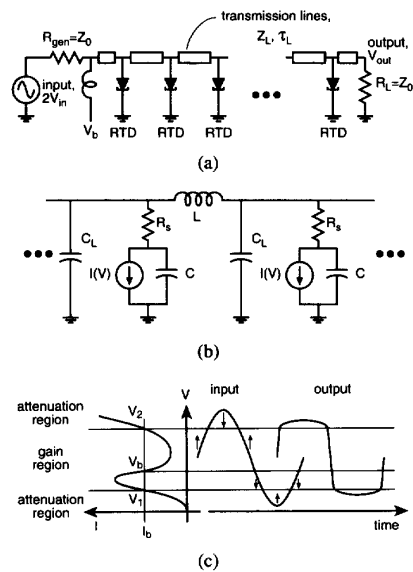 transmission lines,
Z_L, τ_L
R_gen=Z_0
output,
V_out
input,
2V_in
R_L=Z_0
V_b
RTD RTD RTD RTD
•••
(a)
L
R_s R_s
C_L C_L
••• I(V) C I(V) C •••
(b)
V
input output
attenuation
region
V_2
gain
region
V_b
attenuation
region
V_1
I I_b time
(c)